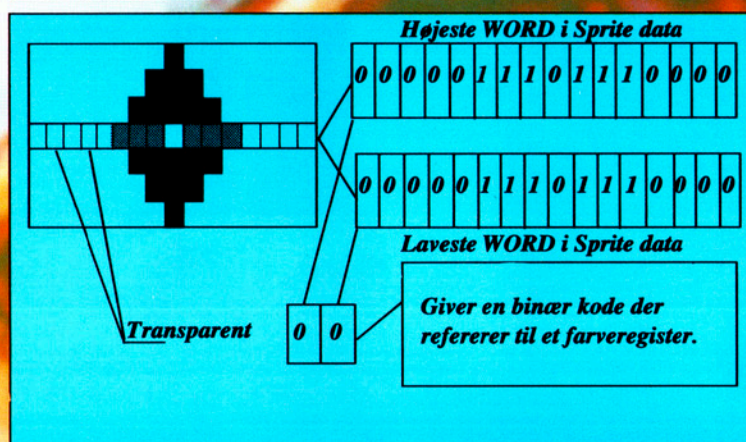 Højeste WORD i Sprite data
0 0 0 0 0 1 1 1 0 1 1 1 0 0 0 0
0 0 0 0 0 1 1 1 0 1 1 1 0 0 0 0
Laveste WORD i Sprite data
Transparent
0 0
Giver en binær kode der
refererer til et farveregister.